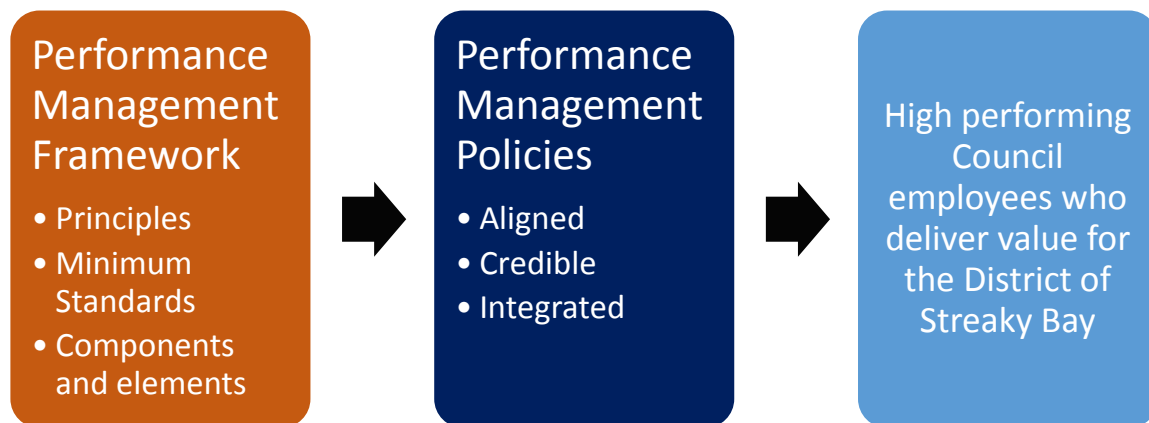 Performance
Management
Framework
• Principles
• Minimum
Standards
• Components
and elements
Performance
Management
Policies
• Aligned
• Credible
• Integrated
High performing
Council
employees who
deliver value for
the District of
Streaky Bay